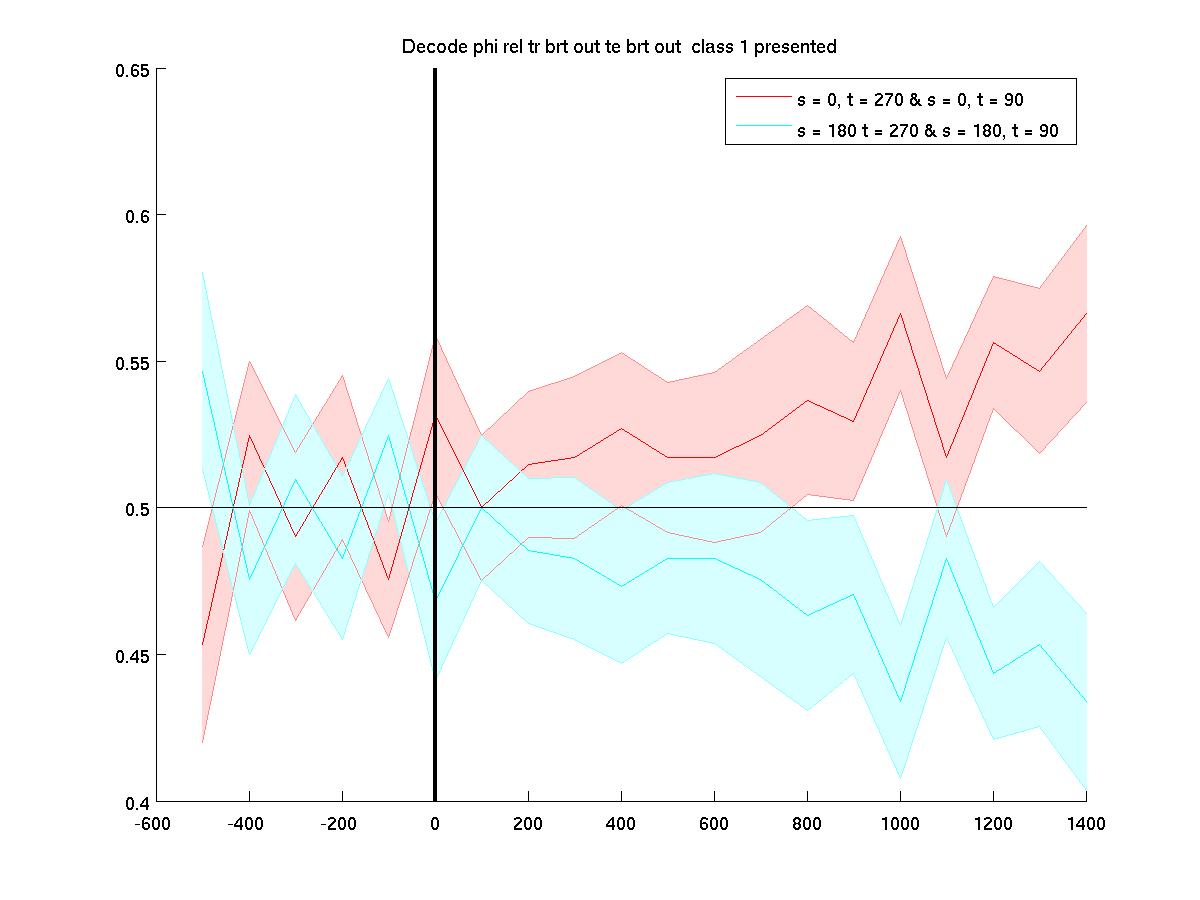 Decode phi rel tr brt out te brt out  class 1 presented
0.65
s = 0, t = 270 & s = 0, t = 90
s = 180 t = 270 & s = 180, t = 90
0.6
0.55
0.5
0.45
0.4
-600 -400 -200 0 200 400 600 800 1000 1200 1400